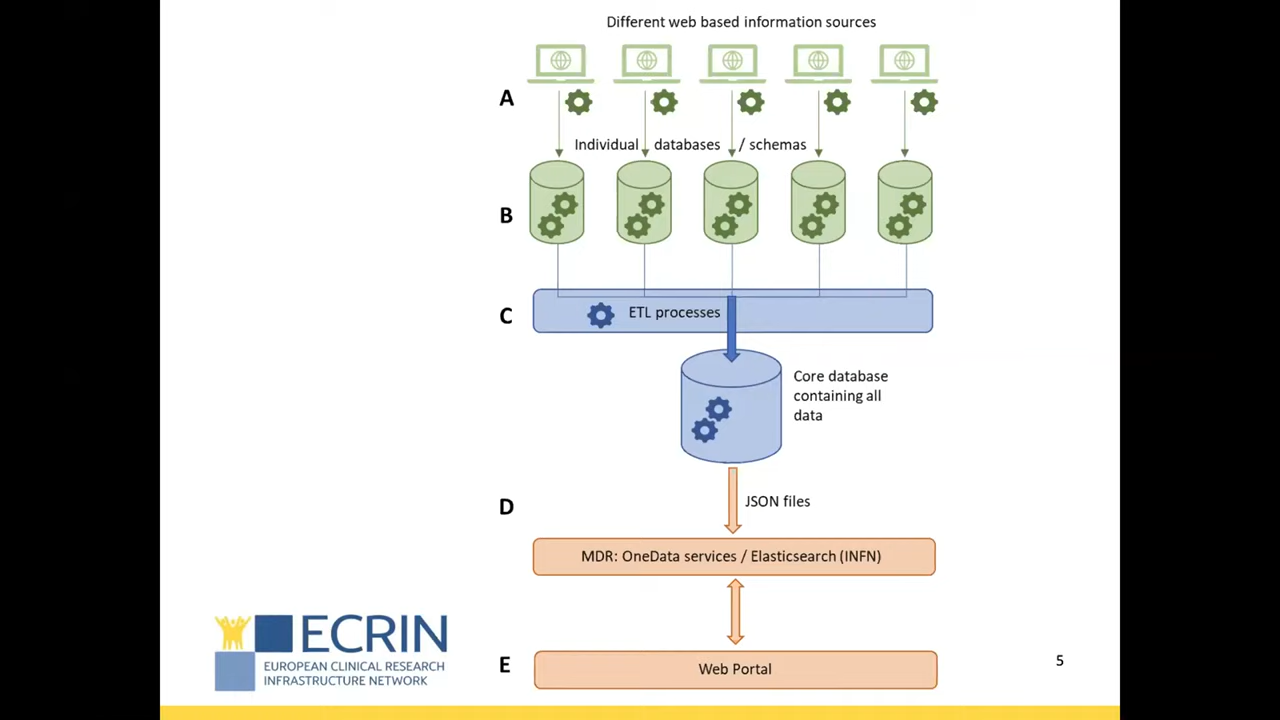 Different web based information sources
A
Individual databases / schemas
B
C
ETL processes
Core database
containing all
data
D
JSON files
MDR: OneData services / Elasticsearch (INFN)
E
Web Portal
ECRIN
EUROPEAN CLINICAL RESEARCH
INFRASTRUCTURE NETWORK
5